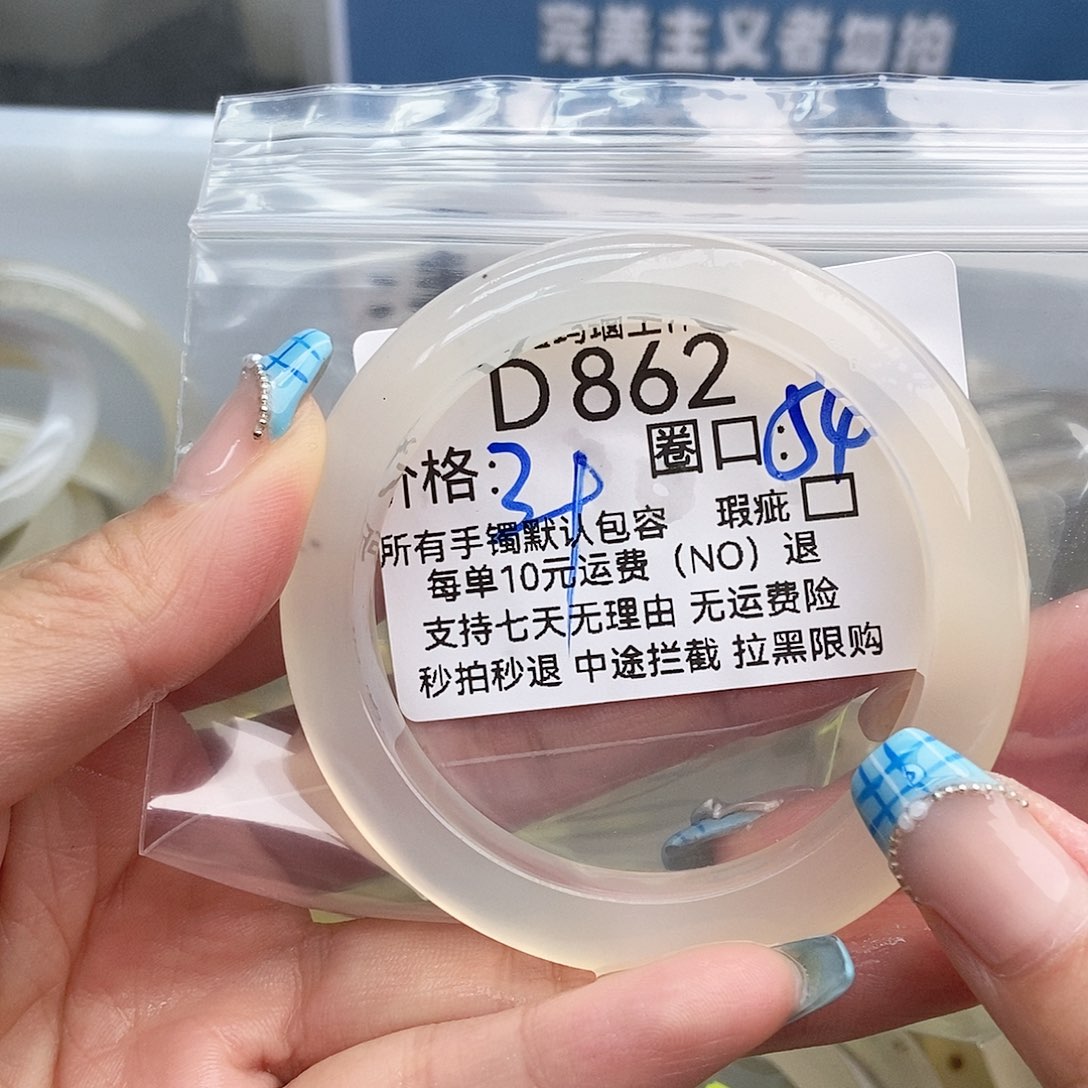 完美主义者勿拍
D862
圈口:54
价格:3
所有手镯默认包容 瑕疵
每单10元运费（NO）退
支持七天无理由 无运费险
秒拍秒退 中途拦截 拉黑限购